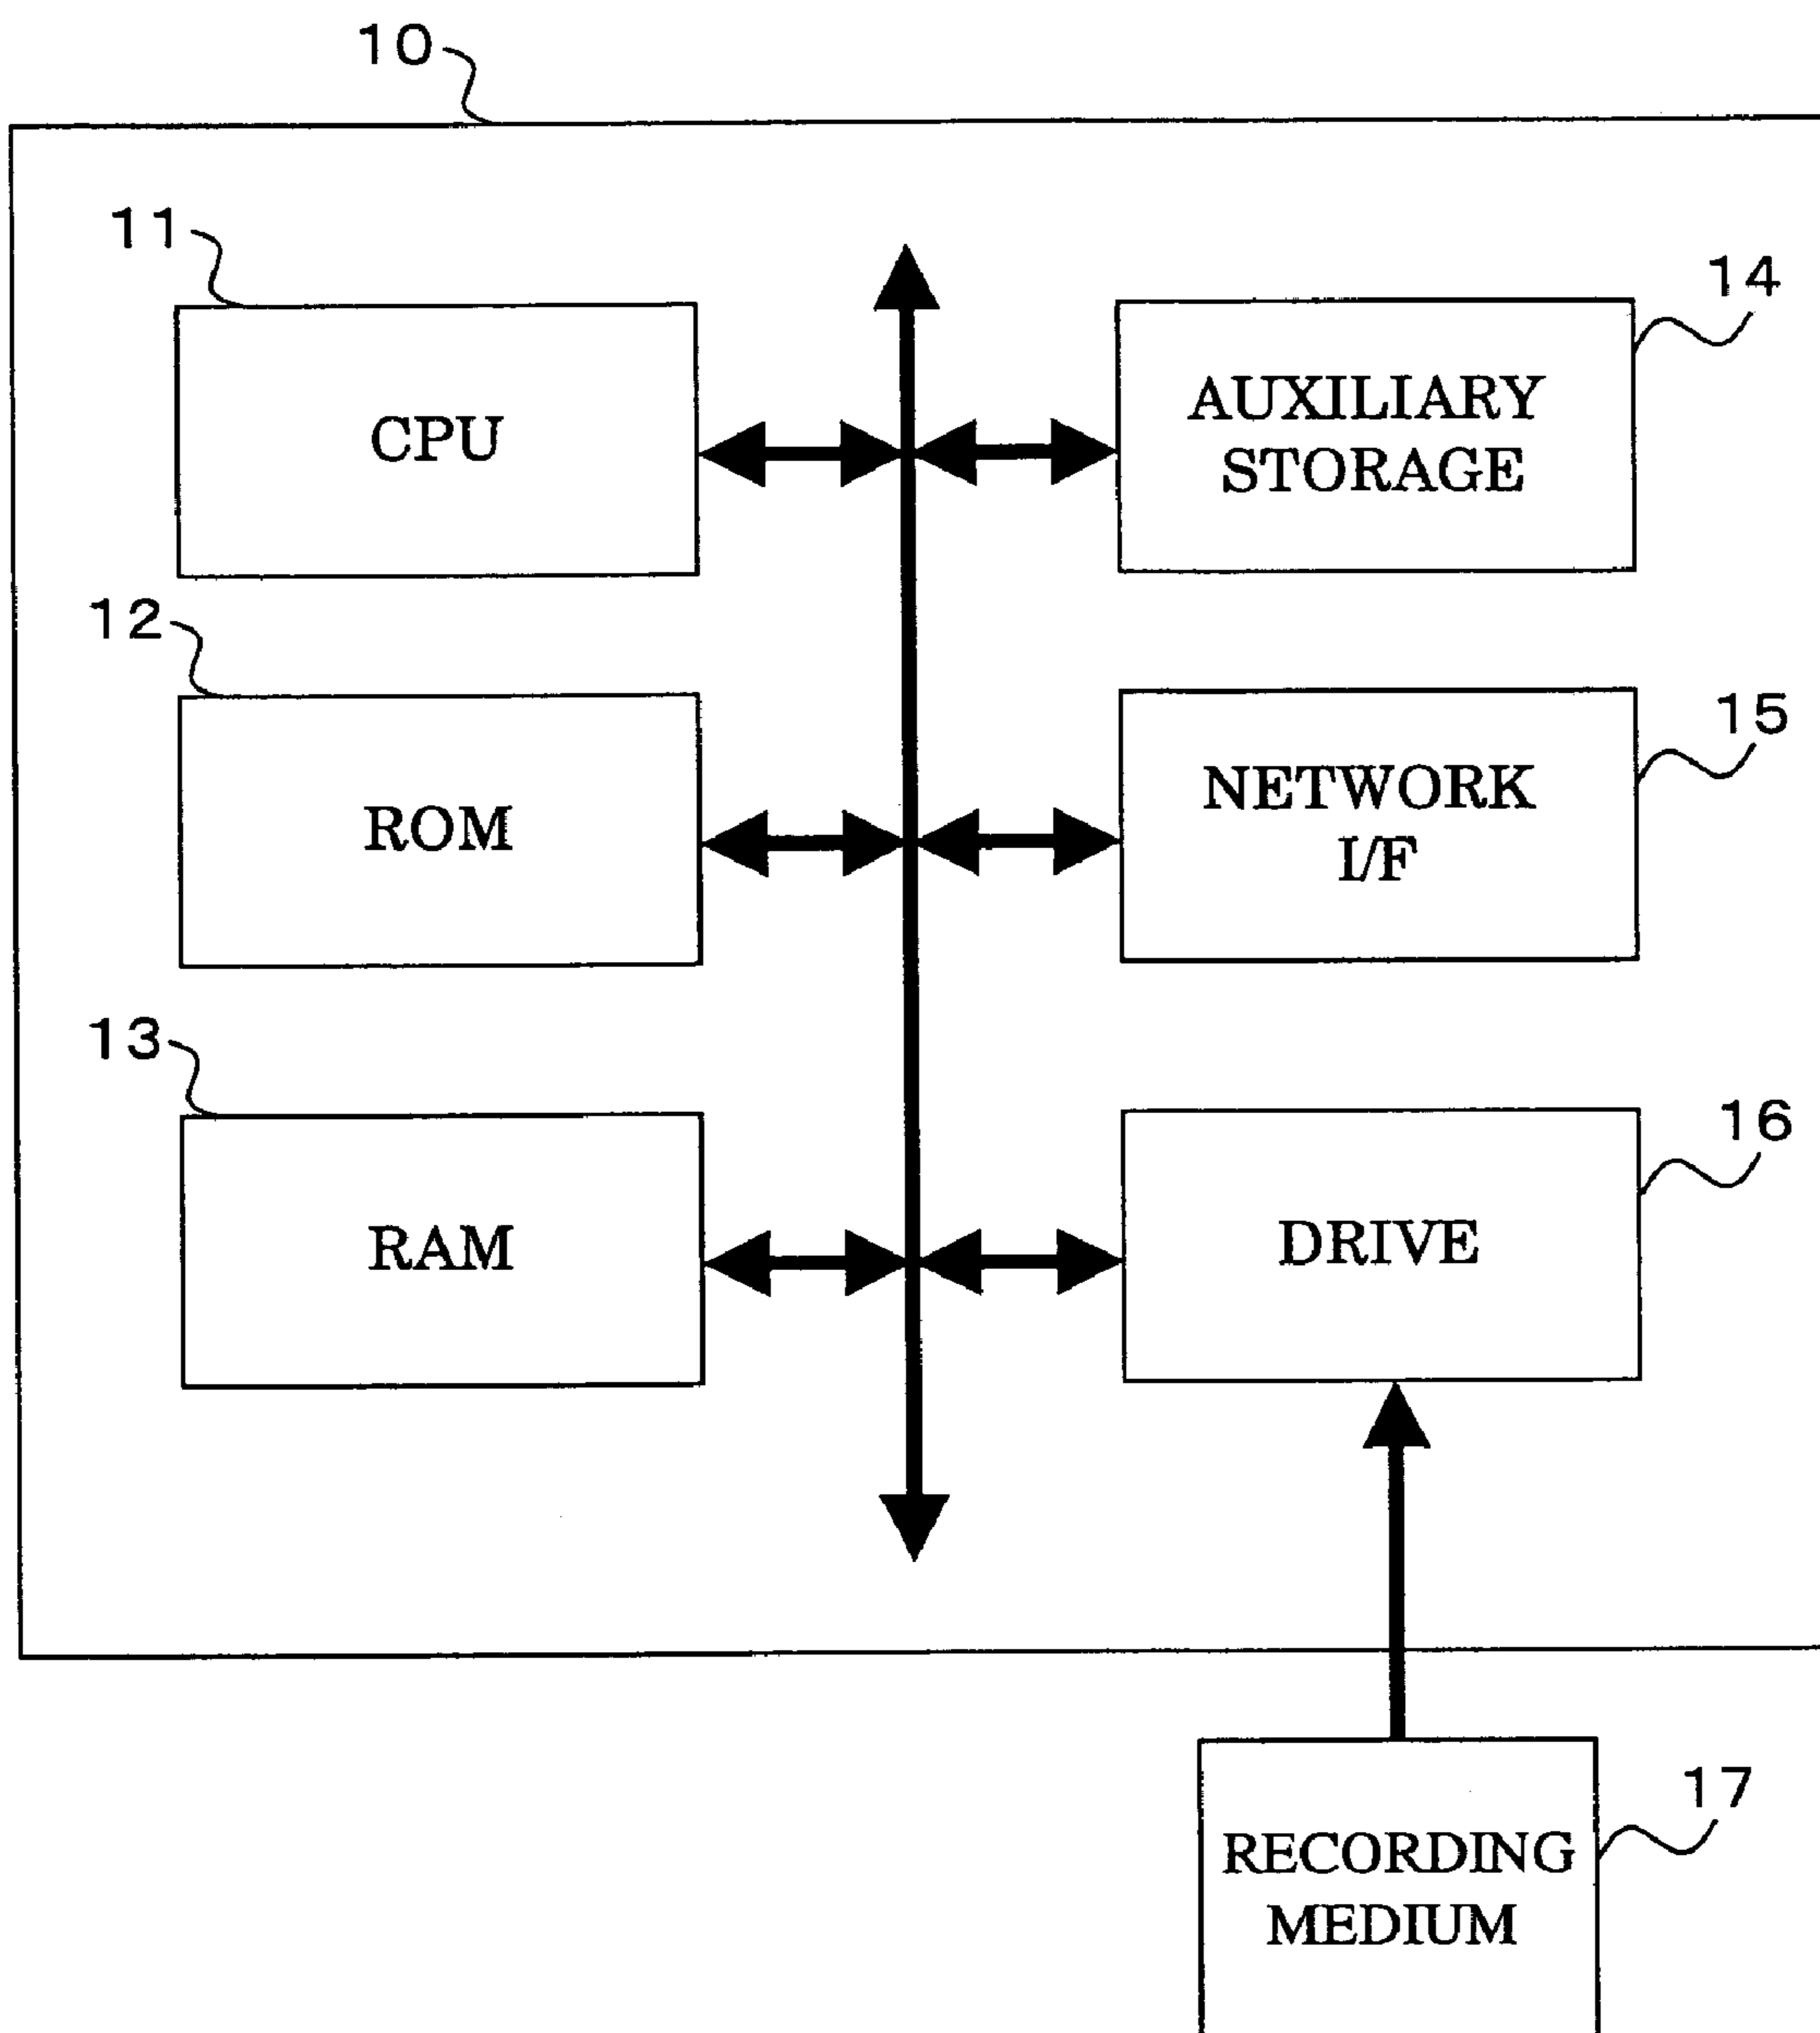 10
11
CPU
14
AUXILIARY
STORAGE
12
ROM
15
NETWORK
I/F
13
RAM
16
DRIVE
17
RECORDING
MEDIUM